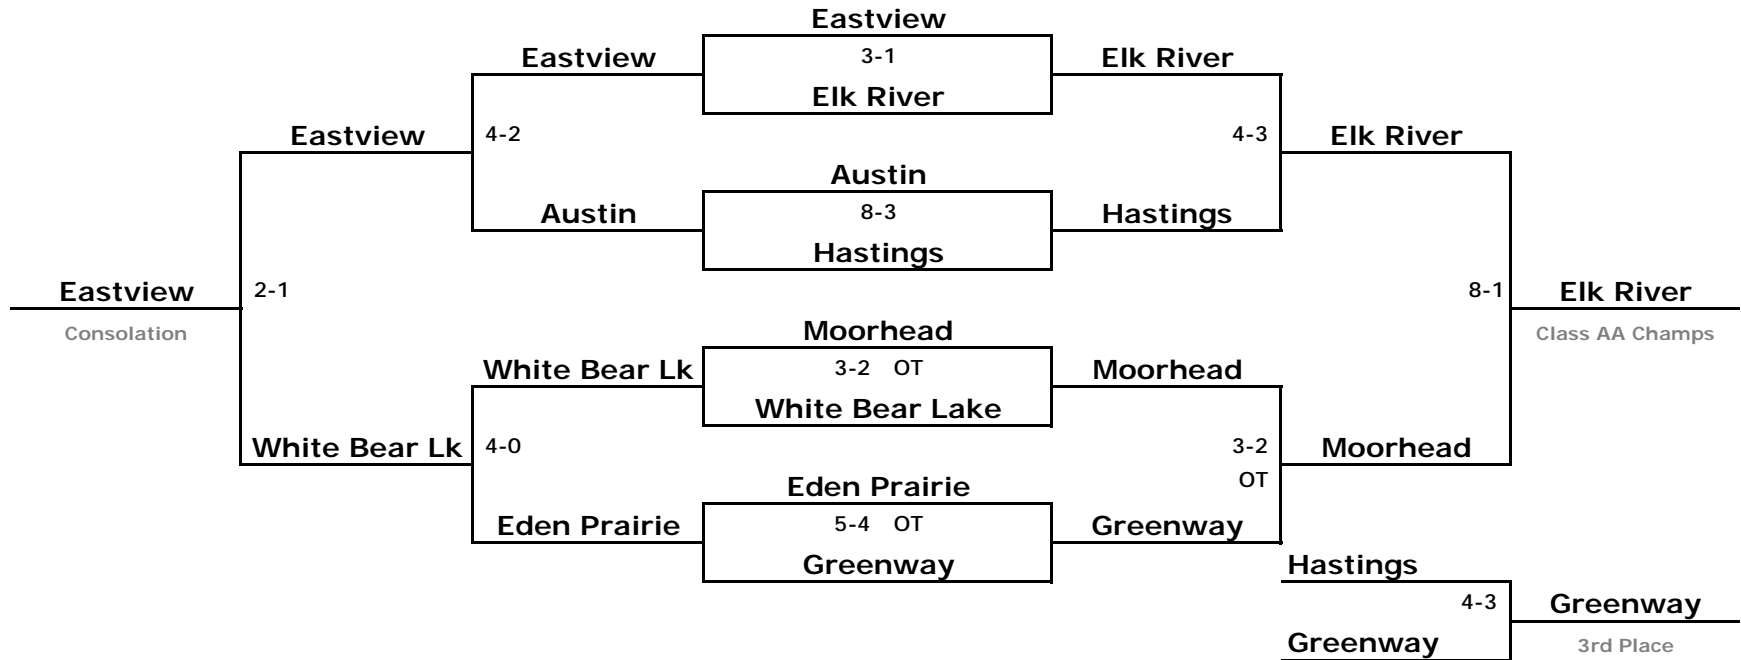 Eastview
Eastview 3-1 Elk River
Elk River
Eastview 4-2 4-3 Elk River
Austin
Austin 8-3 Hastings
Hastings
Eastview 2-1 8-1 Elk River
Consolation Class AA Champs
Moorhead
White Bear Lk 3-2 OT Moorhead
White Bear Lake
White Bear Lk 4-0 3-2 Moorhead
OT
Eden Prairie
Eden Prairie 5-4 OT Greenway
Greenway
Hastings
4-3 Greenway
Greenway
3rd Place